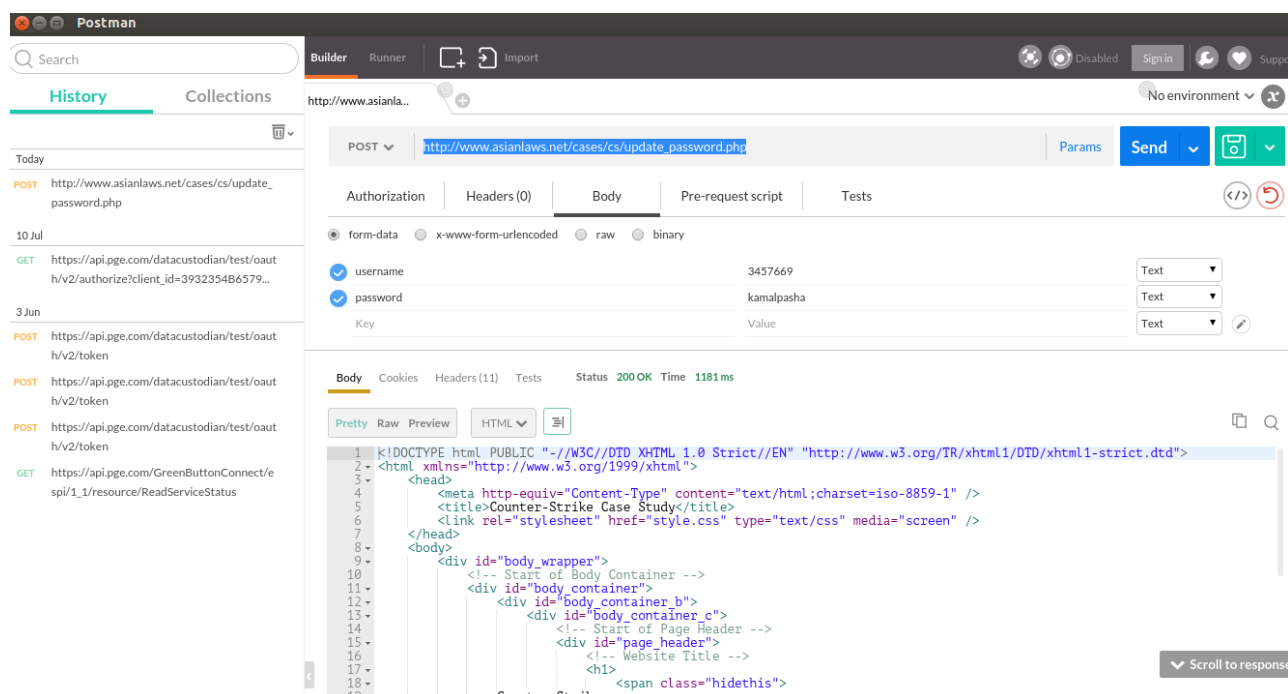 Postman
Search
Builder Runner Import Disabled Sign in Suppo
History Collections
http://www.asianla... No environment
POST http://www.asianlaws.net/cases/cs/update_password.php Params Send
Today
POST http://www.asianlaws.net/cases/cs/update_
password.php
10 Jul
GET https://api.pge.com/datacustodian/test/oaut
h/v2/authorize?client_id=3932354B6579...
3 Jun
POST https://api.pge.com/datacustodian/test/oaut
h/v2/token
POST https://api.pge.com/datacustodian/test/oaut
h/v2/token
POST https://api.pge.com/datacustodian/test/oaut
h/v2/token
GET https://api.pge.com/GreenButtonConnect/e
spi/1_1/resource/ReadServiceStatus
Authorization Headers (0) Body Pre-request script Tests
form-data x-www-form-urlencoded raw binary
username 3457669 Text
password kamalpasha Text
Key Value Text
Body Cookies Headers (11) Tests Status 200 OK Time 1181 ms
Pretty Raw Preview HTML
1 <!DOCTYPE html PUBLIC "-//W3C//DTD XHTML 1.0 Strict//EN" "http://www.w3.org/TR/xhtml1/DTD/xhtml1-strict.dtd">
2 <html xmlns="http://www.w3.org/1999/xhtml">
3 <head>
4 <meta http-equiv="Content-Type" content="text/html;charset=iso-8859-1" />
5 <title>Counter-Strike Case Study</title>
6 <link rel="stylesheet" href="style.css" type="text/css" media="screen" />
7 </head>
8 <body>
9 <div id="body_wrapper">
10 <!-- Start of Body Container -->
11 <div id="body_container">
12 <div id="body_container_b">
13 <div id="body_container_c">
14 <!-- Start of Page Header -->
15 <div id="page_header">
16 <!-- Website Title -->
17 <h1>
18 <span class="hidethis">
Scroll to response